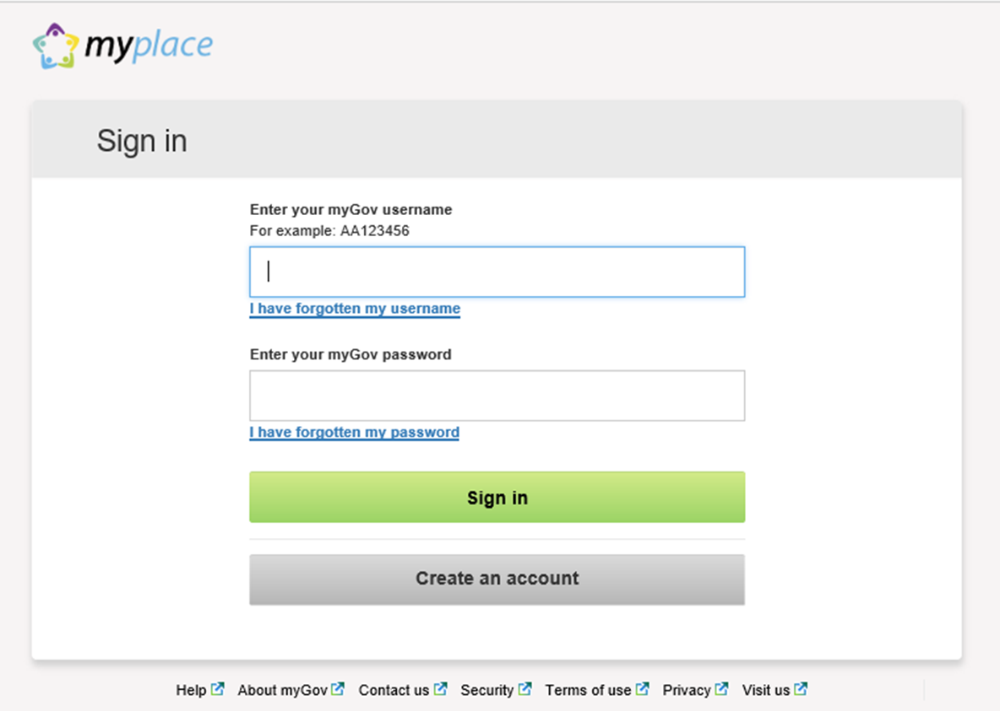 myplace
Sign in
Enter your myGov username
For example: AA123456
I have forgotten my username
Enter your myGov password
I have forgotten my password
Sign in
Create an account
Help About myGov Contact us Security Terms of use Privacy Visit us